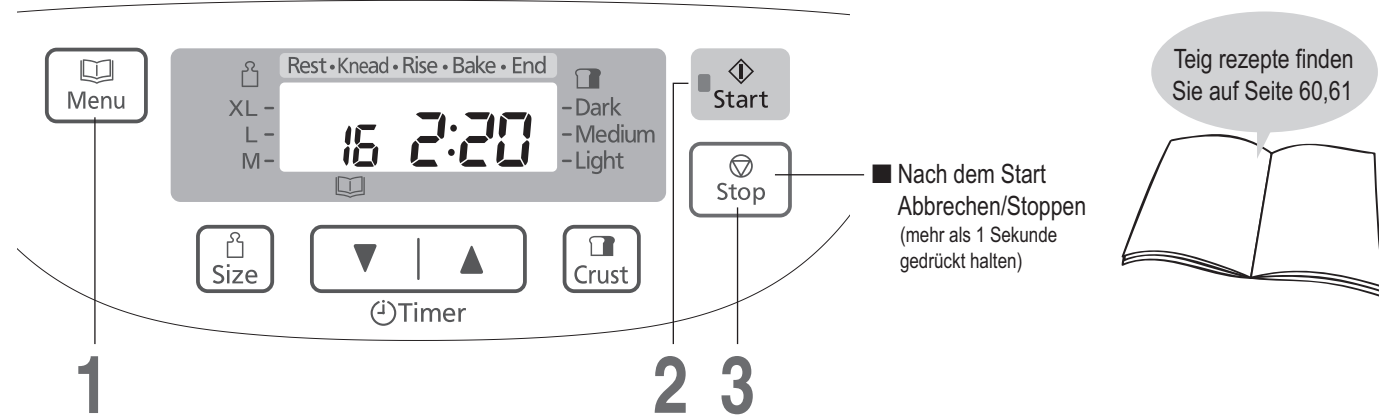 Menu
Rest•Knead•Rise•Bake•End
XL
L
M
16 2:20
Dark
Medium
Light
Start
Stop
Size
Timer
Crust
1
2
3
■ Nach dem Start
Abbrechen/Stoppen
(mehr als 1 Sekunde
gedrückt halten)
Teig rezepte finden
Sie auf Seite 60,61